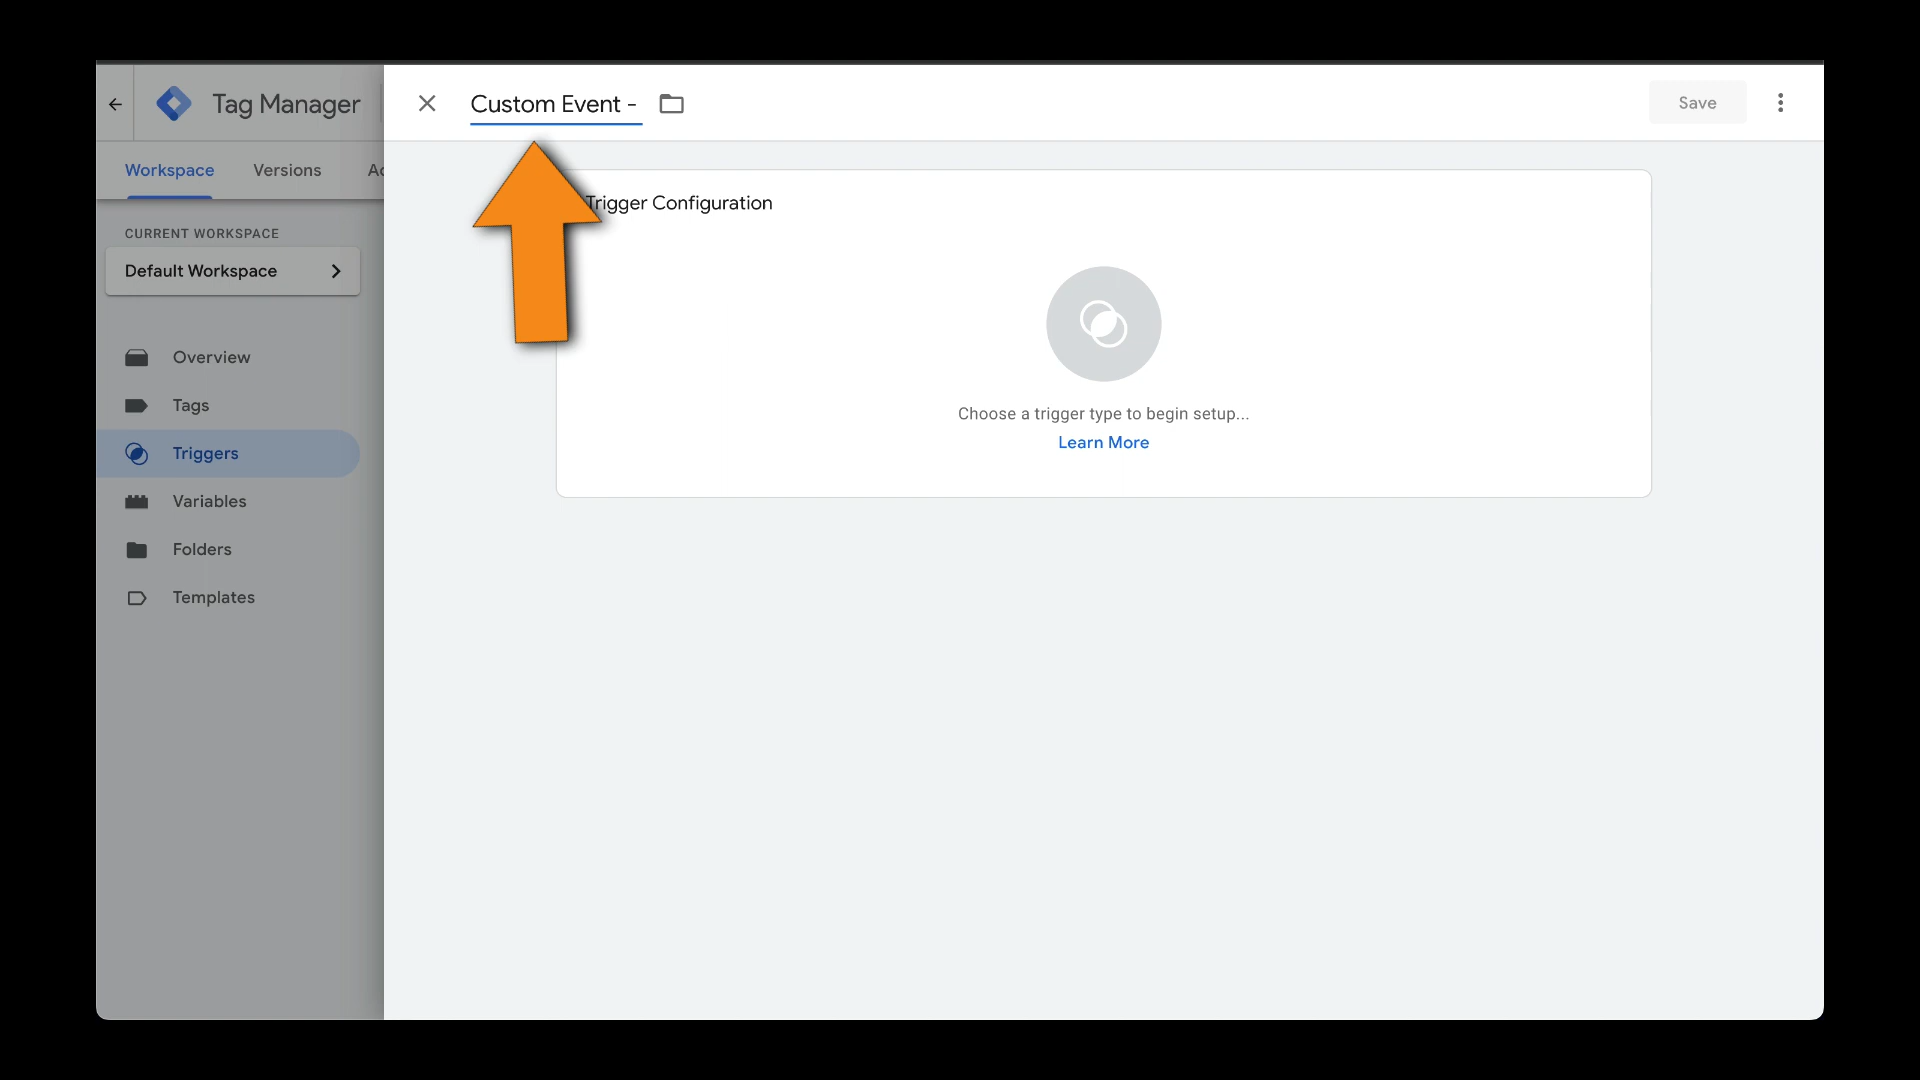 Tag Manager
Custom Event -
Save
Workspace
Versions
CURRENT WORKSPACE
Default Workspace
Overview
Tags
Triggers
Variables
Folders
Templates
Trigger Configuration
Choose a trigger type to begin setup...
Learn More